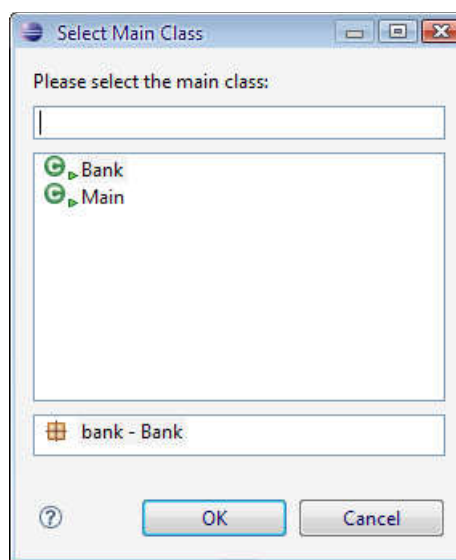 Select Main Class
Please select the main class:
Bank
Main
bank - Bank
OK Cancel